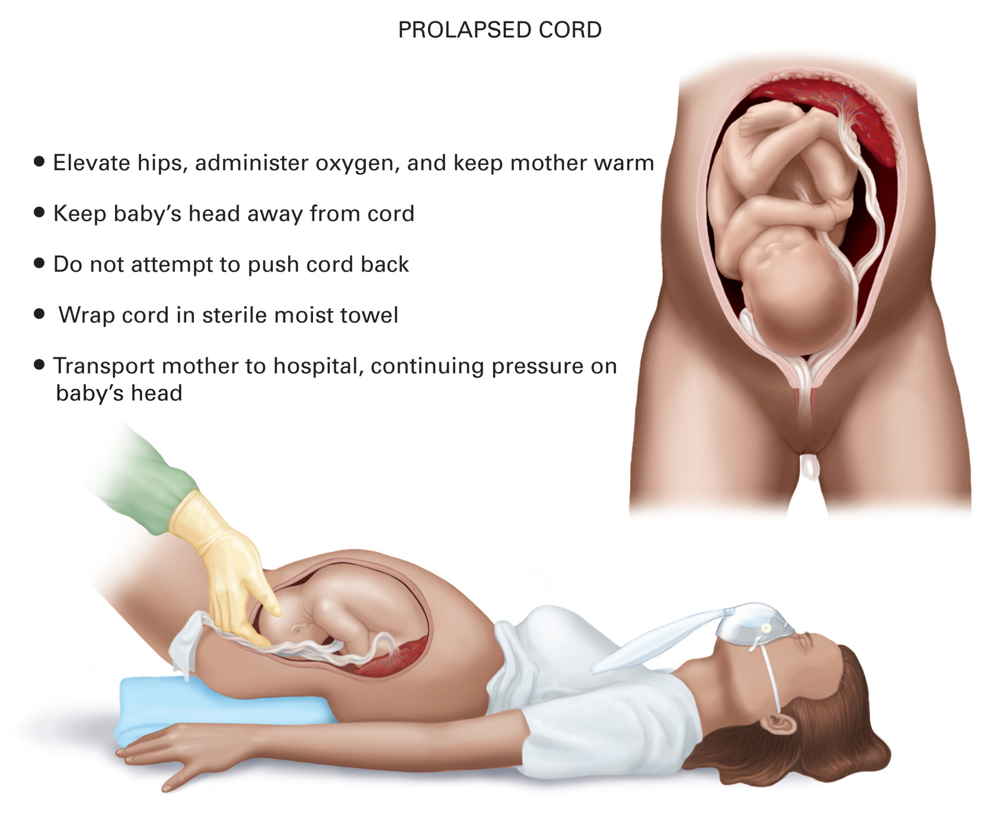 PROLAPSED CORD
• Elevate hips, administer oxygen, and keep mother warm
• Keep baby’s head away from cord
• Do not attempt to push cord back
• Wrap cord in sterile moist towel
• Transport mother to hospital, continuing pressure on
baby’s head